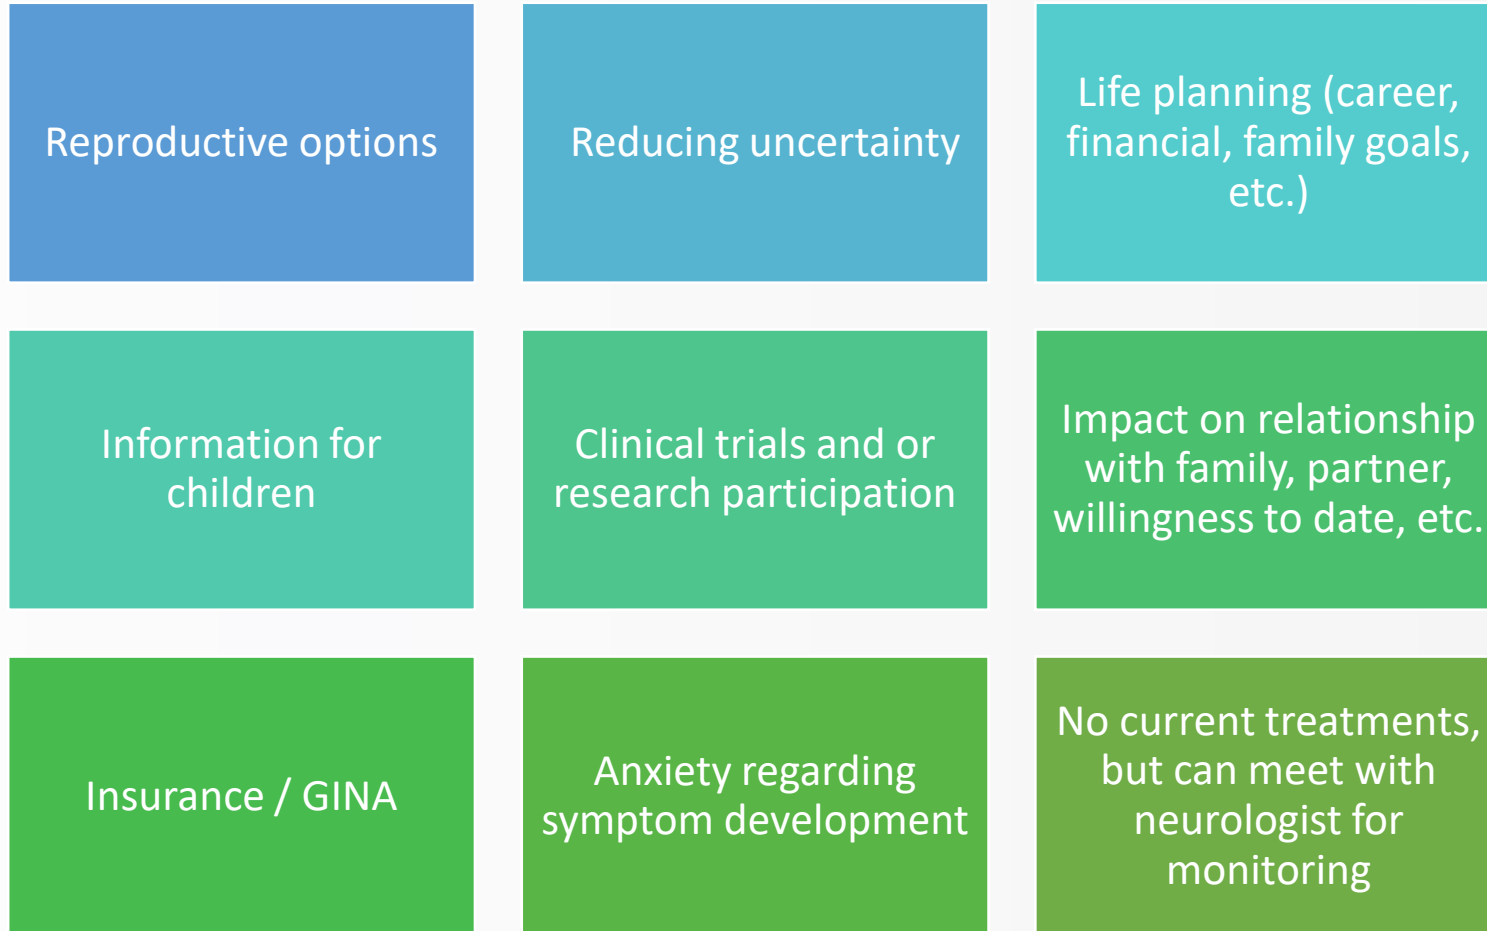 Reproductive options
Reducing uncertainty
Life planning (career,
financial, family goals,
etc.)
Information for
children
Clinical trials and or
research participation
Impact on relationship
with family, partner,
willingness to date, etc.
Insurance / GINA
Anxiety regarding
symptom development
No current treatments,
but can meet with
neurologist for
monitoring